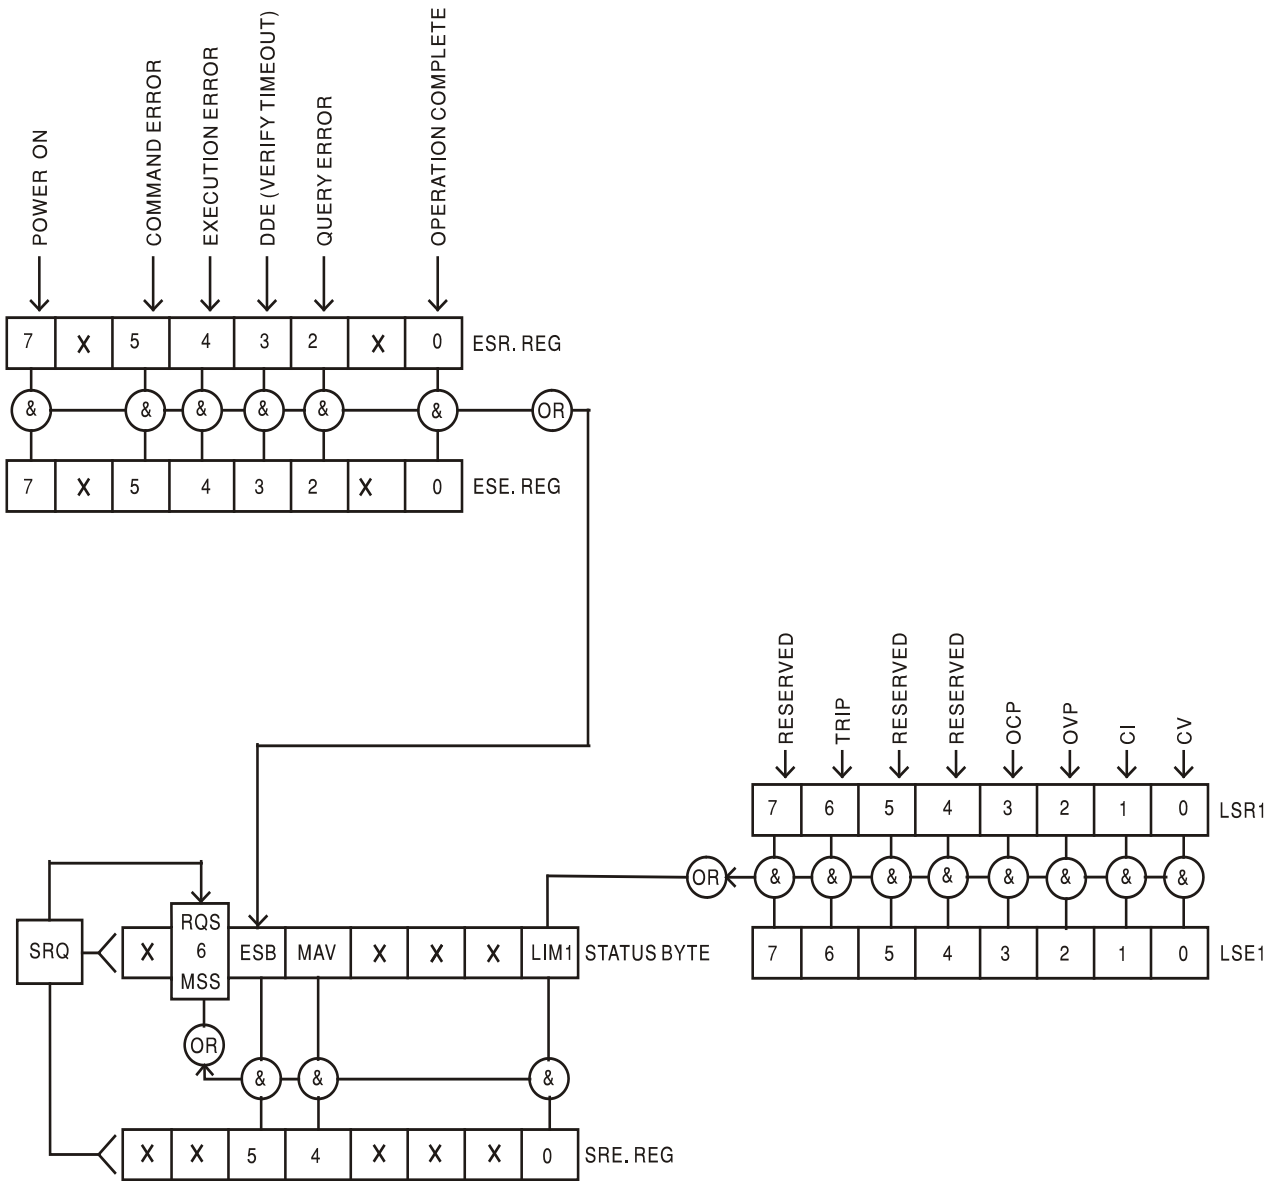 POWER ON
COMMAND ERROR
EXECUTION ERROR
DDE (VERIFY TIMEOUT)
QUERY ERROR
OPERATION COMPLETE
7 X 5 4 3 2 X 0 ESR. REG
& & & & & & OR
7 X 5 4 3 2 X 0 ESE. REG
RESERVED
TRIP
RESERVED
RESERVED
OCP
OVP
CI
CV
7 6 5 4 3 2 1 0 LSR1
OR & & & & & & & &
7 6 5 4 3 2 1 0 LSE1
SRQ
X RQS 6 MSS ESB MAV X X X LIM1 STATUS BYTE
OR
& & &
X X 5 4 X X X 0 SRE. REG